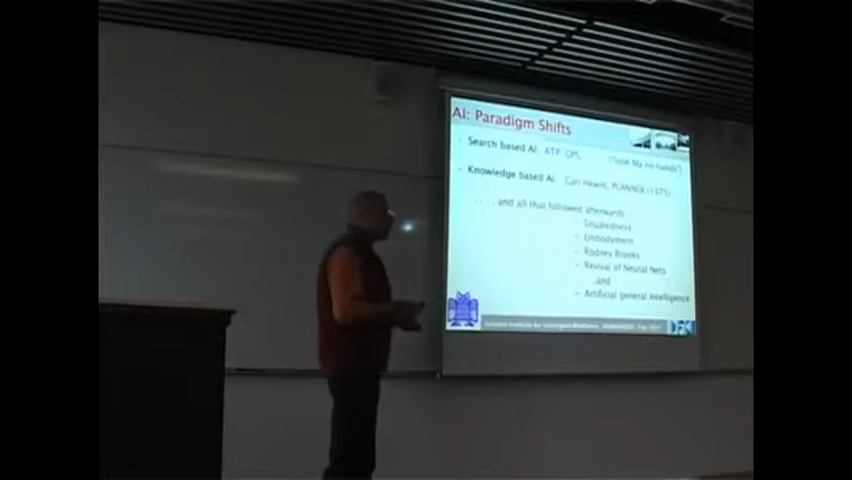 AI: Paradigm Shifts
- Search based AI: ATP, GPS, ("look Ma no hands")
- Knowledge based AI: Carl Hewitt, PLANNER (1975)
. . . . and all that followed afterwards
- Situatedness
- Embodyment
- Rodney Brooks
- Revival of Neural Nets
..and
- Artificial general intelligence